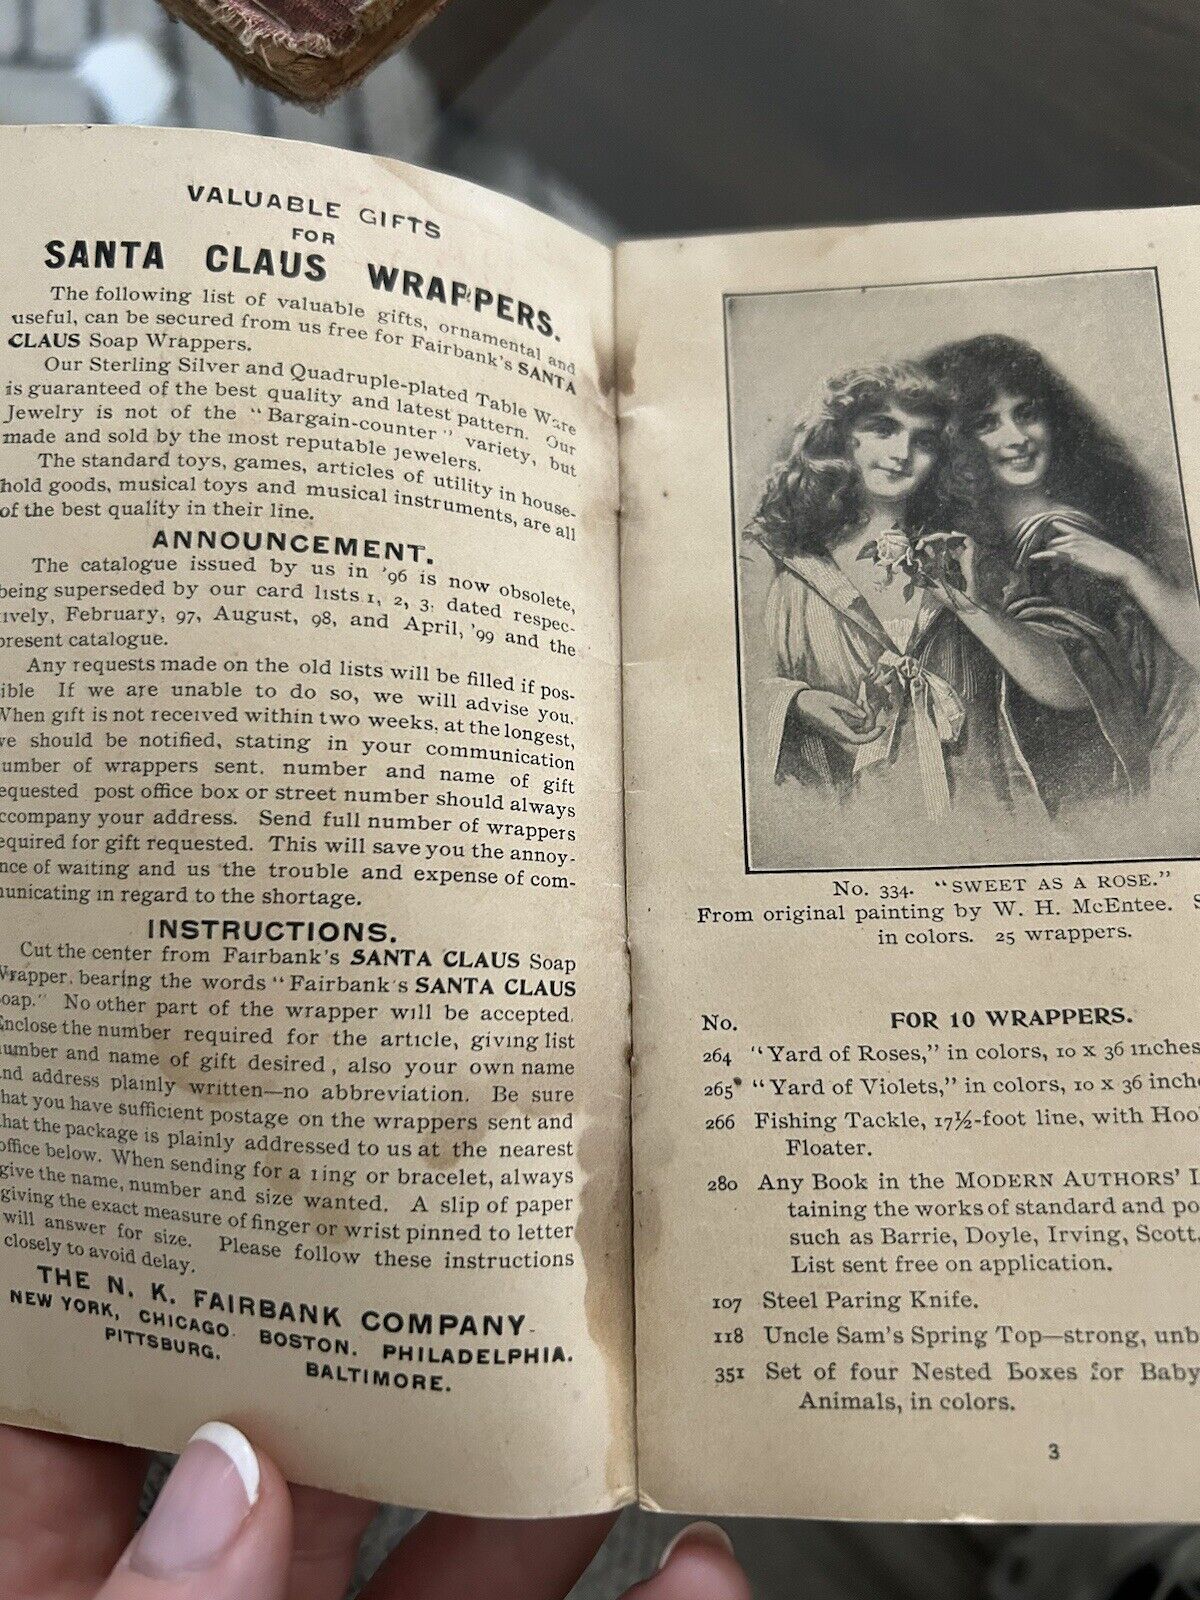 VALUABLE GIFTS
FOR
SANTA CLAUS WRAPPERS.
The following list of valuable gifts, ornamental and
useful, can be secured from us free for Fairbank's SANTA
CLAUS Soap Wrappers.
Our Sterling Silver and Quadruple-plated Table Ware
is guaranteed of the best quality and latest pattern. Our
Jewelry is not of the "Bargain-counter" variety, but
made and sold by the most reputable jewelers.
The standard toys, games, articles of utility in house-
hold goods, musical toys and musical instruments, are all
of the best quality in their line.
ANNOUNCEMENT.
The catalogue issued by us in '96 is now obsolete,
being superseded by our card lists 1, 2, 3, dated respec-
ively, February, 97, August, 98, and April, '99 and the
present catalogue.
Any requests made on the old lists will be filled if pos-
ible If we are unable to do so, we will advise you.
When gift is not received within two weeks, at the longest,
we should be notified, stating in your communication
umber of wrappers sent, number and name of gift
equested post office box or street number should always
ccompany your address. Send full number of wrappers
equired for gift requested. This will save you the annoy-
nce of waiting and us the trouble and expense of com-
unicating in regard to the shortage.
INSTRUCTIONS.
Cut the center from Fairbank's SANTA CLAUS Soap
Wrapper, bearing the words "Fairbank's SANTA CLAUS
oap." No other part of the wrapper will be accepted.
Enclose the number required for the article, giving list
umber and name of gift desired, also your own name
nd address plainly written—no abbreviation. Be sure
hat you have sufficient postage on the wrappers sent and
that the package is plainly addressed to us at the nearest
office below. When sending for a ring or bracelet, always
give the name, number and size wanted. A slip of paper
giving the exact measure of finger or wrist pinned to letter
will answer for size. Please follow these instructions
closely to avoid delay.
THE N. K. FAIRBANK COMPANY
NEW YORK, CHICAGO. BOSTON. PHILADELPHIA.
PITTSBURG. BALTIMORE.
No. 334. "SWEET AS A ROSE."
From original painting by W. H. McEntee. S
in colors. 25 wrappers.
No. FOR 10 WRAPPERS.
264 "Yard of Roses," in colors, 10 x 36 inches
265 "Yard of Violets," in colors, 10 x 36 inche
266 Fishing Tackle, 17½-foot line, with Hoo
Floater.
280 Any Book in the MODERN AUTHORS' L
taining the works of standard and po
such as Barrie, Doyle, Irving, Scott,
List sent free on application.
107 Steel Paring Knife.
118 Uncle Sam's Spring Top—strong, unb
351 Set of four Nested Boxes for Baby
Animals, in colors.
3